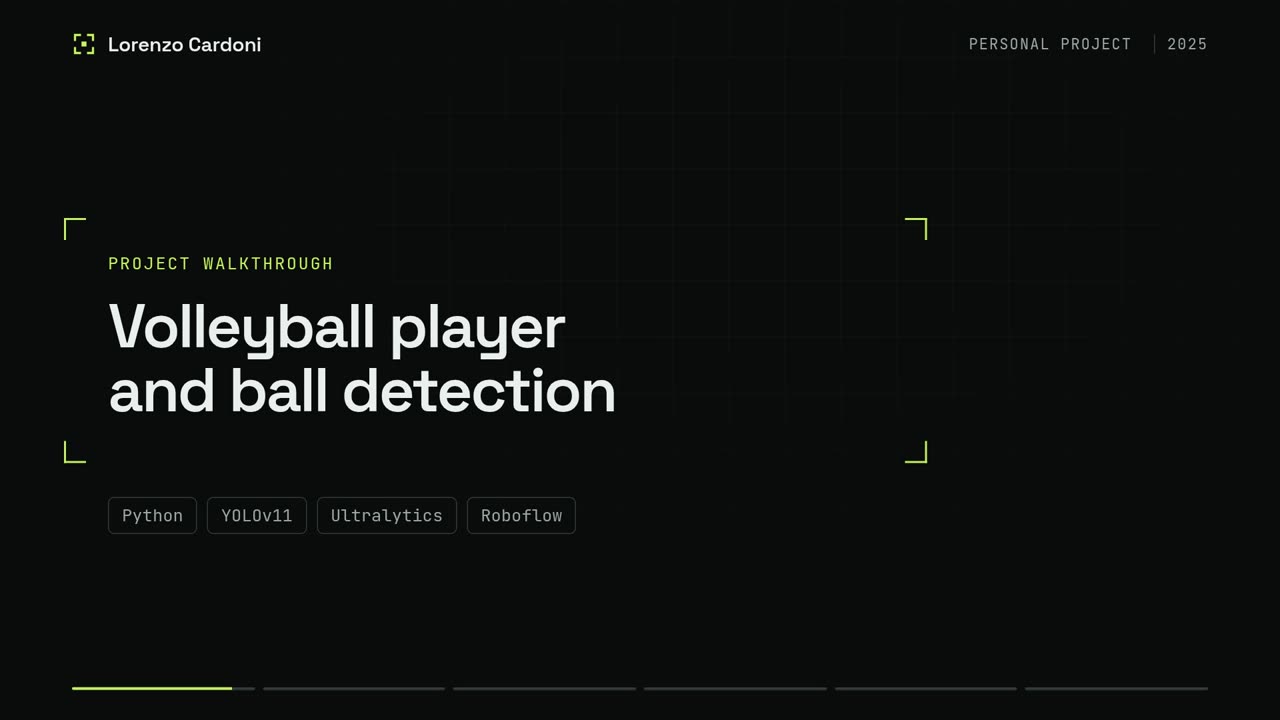 Lorenzo Cardoni
PERSONAL PROJECT
2025
PROJECT WALKTHROUGH
Volleyball player
and ball detection
Python
YOLOv11
Ultralytics
Roboflow